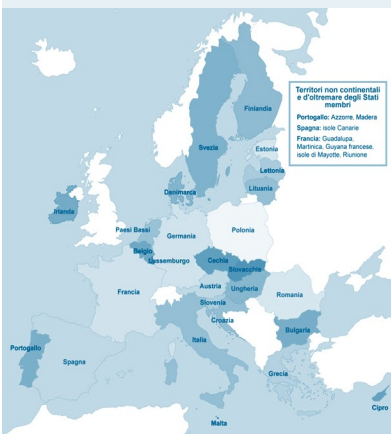 Territori non continentali
e d'oltremare degli Stati
membri
Portogallo: Azzorre, Madera
Spagna: isole Canarie
Francia: Guadalupa,
Martinica, Guyana francese,
isole di Mayotte, Riunione
Finlandia
Svezia
Estonia
Lettonia
Lituania
Danimarca
Irlanda
Paesi Bassi
Germania
Polonia
Belgio
Lussemburgo
Cechia
Slovacchia
Francia
Austria
Ungheria
Slovenia
Romania
Croazia
Bulgaria
Italia
Portogallo
Spagna
Grecia
Cipro
Malta